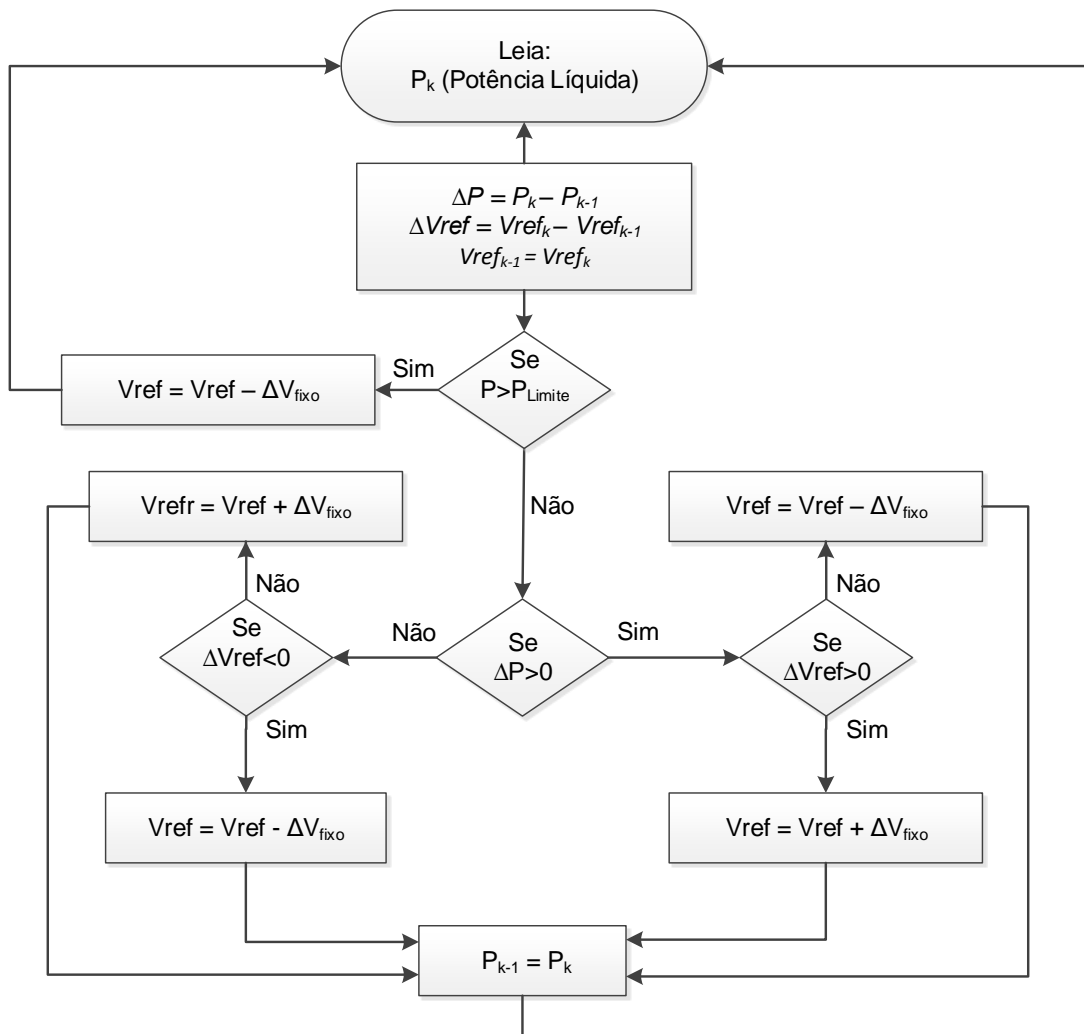 Leia:
Pk (Potência Líquida)
ΔP = Pk – Pk-1
ΔVref = Vrefk – Vrefk-1
Vrefk-1 = Vrefk
Se
P>PLimite
Sim
Vref = Vref – ΔVfixo
Não
Vrefr = Vref + ΔVfixo
Vref = Vref – ΔVfixo
Não
Não
Se
ΔVref<0
Não
Se
ΔP>0
Sim
Se
ΔVref>0
Sim
Sim
Vref = Vref - ΔVfixo
Vref = Vref + ΔVfixo
Pk-1 = Pk